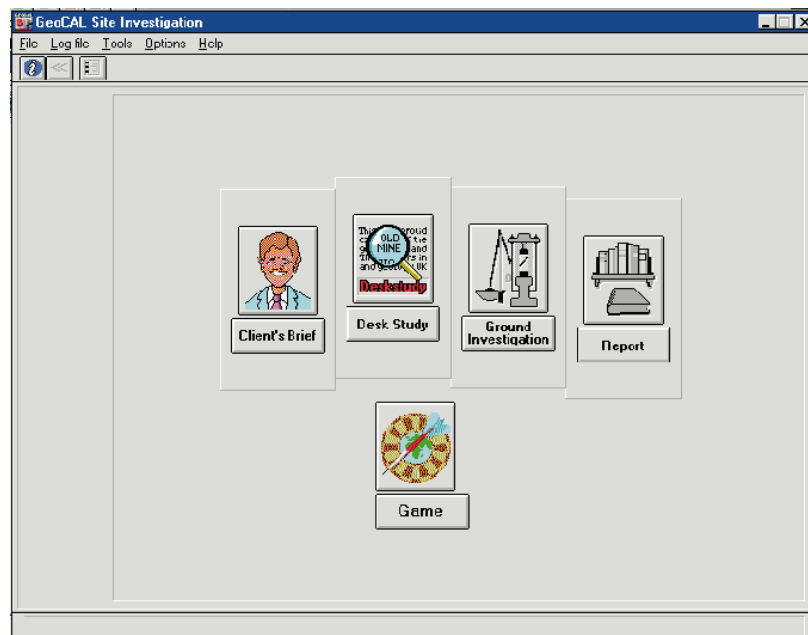 GeoCAL Site Investigation
File Log file Tools Options Help
OLD
MINE
Deskstudy
Client's Brief
Desk Study
Ground
Investigation
Report
Game